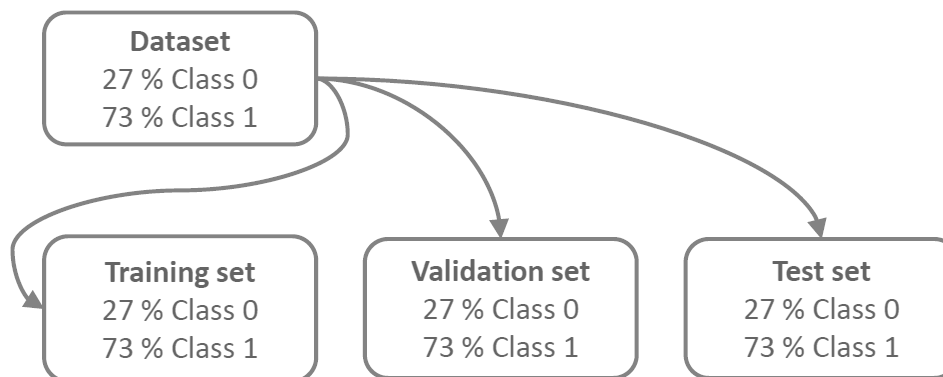 Dataset
27 % Class 0
73 % Class 1
Training set
27 % Class 0
73 % Class 1
Validation set
27 % Class 0
73 % Class 1
Test set
27 % Class 0
73 % Class 1